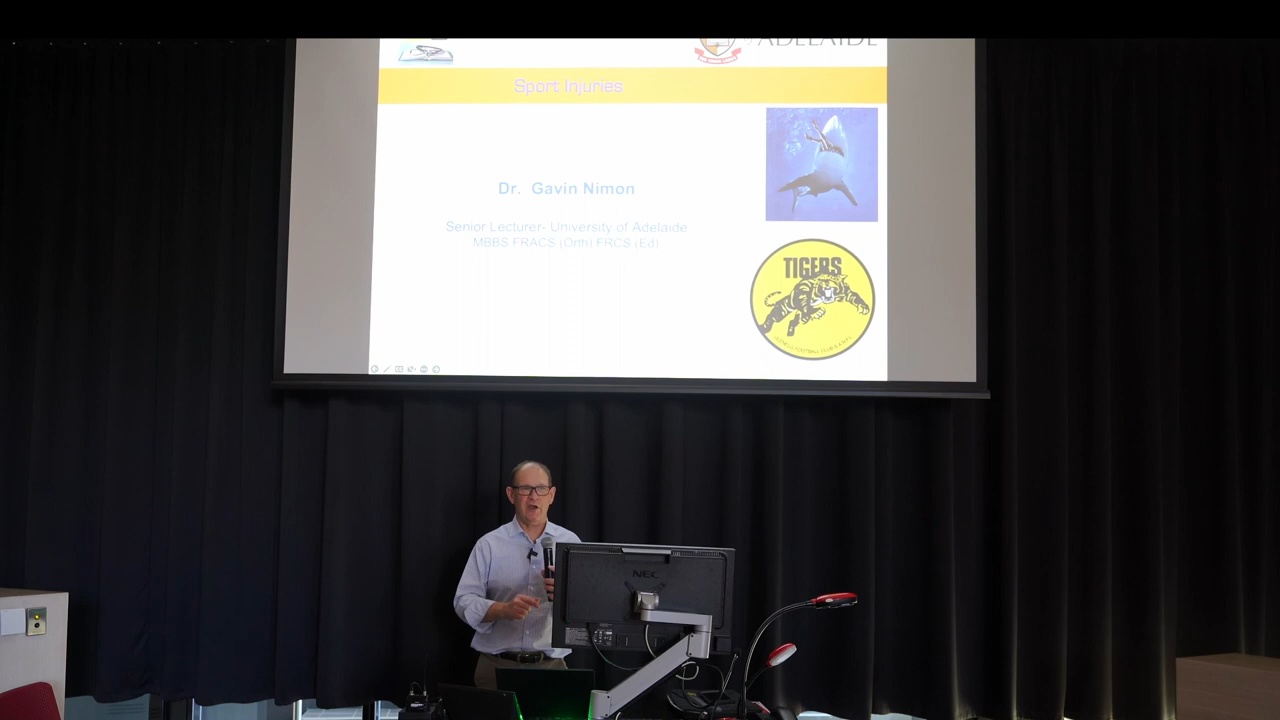 ADELAIDE
Sport Injuries
Dr. Gavin Nimon
Senior Lecturer- University of Adelaide
MBBS FRACS (Orth) FRCS (Ed)
TIGERS
NEC